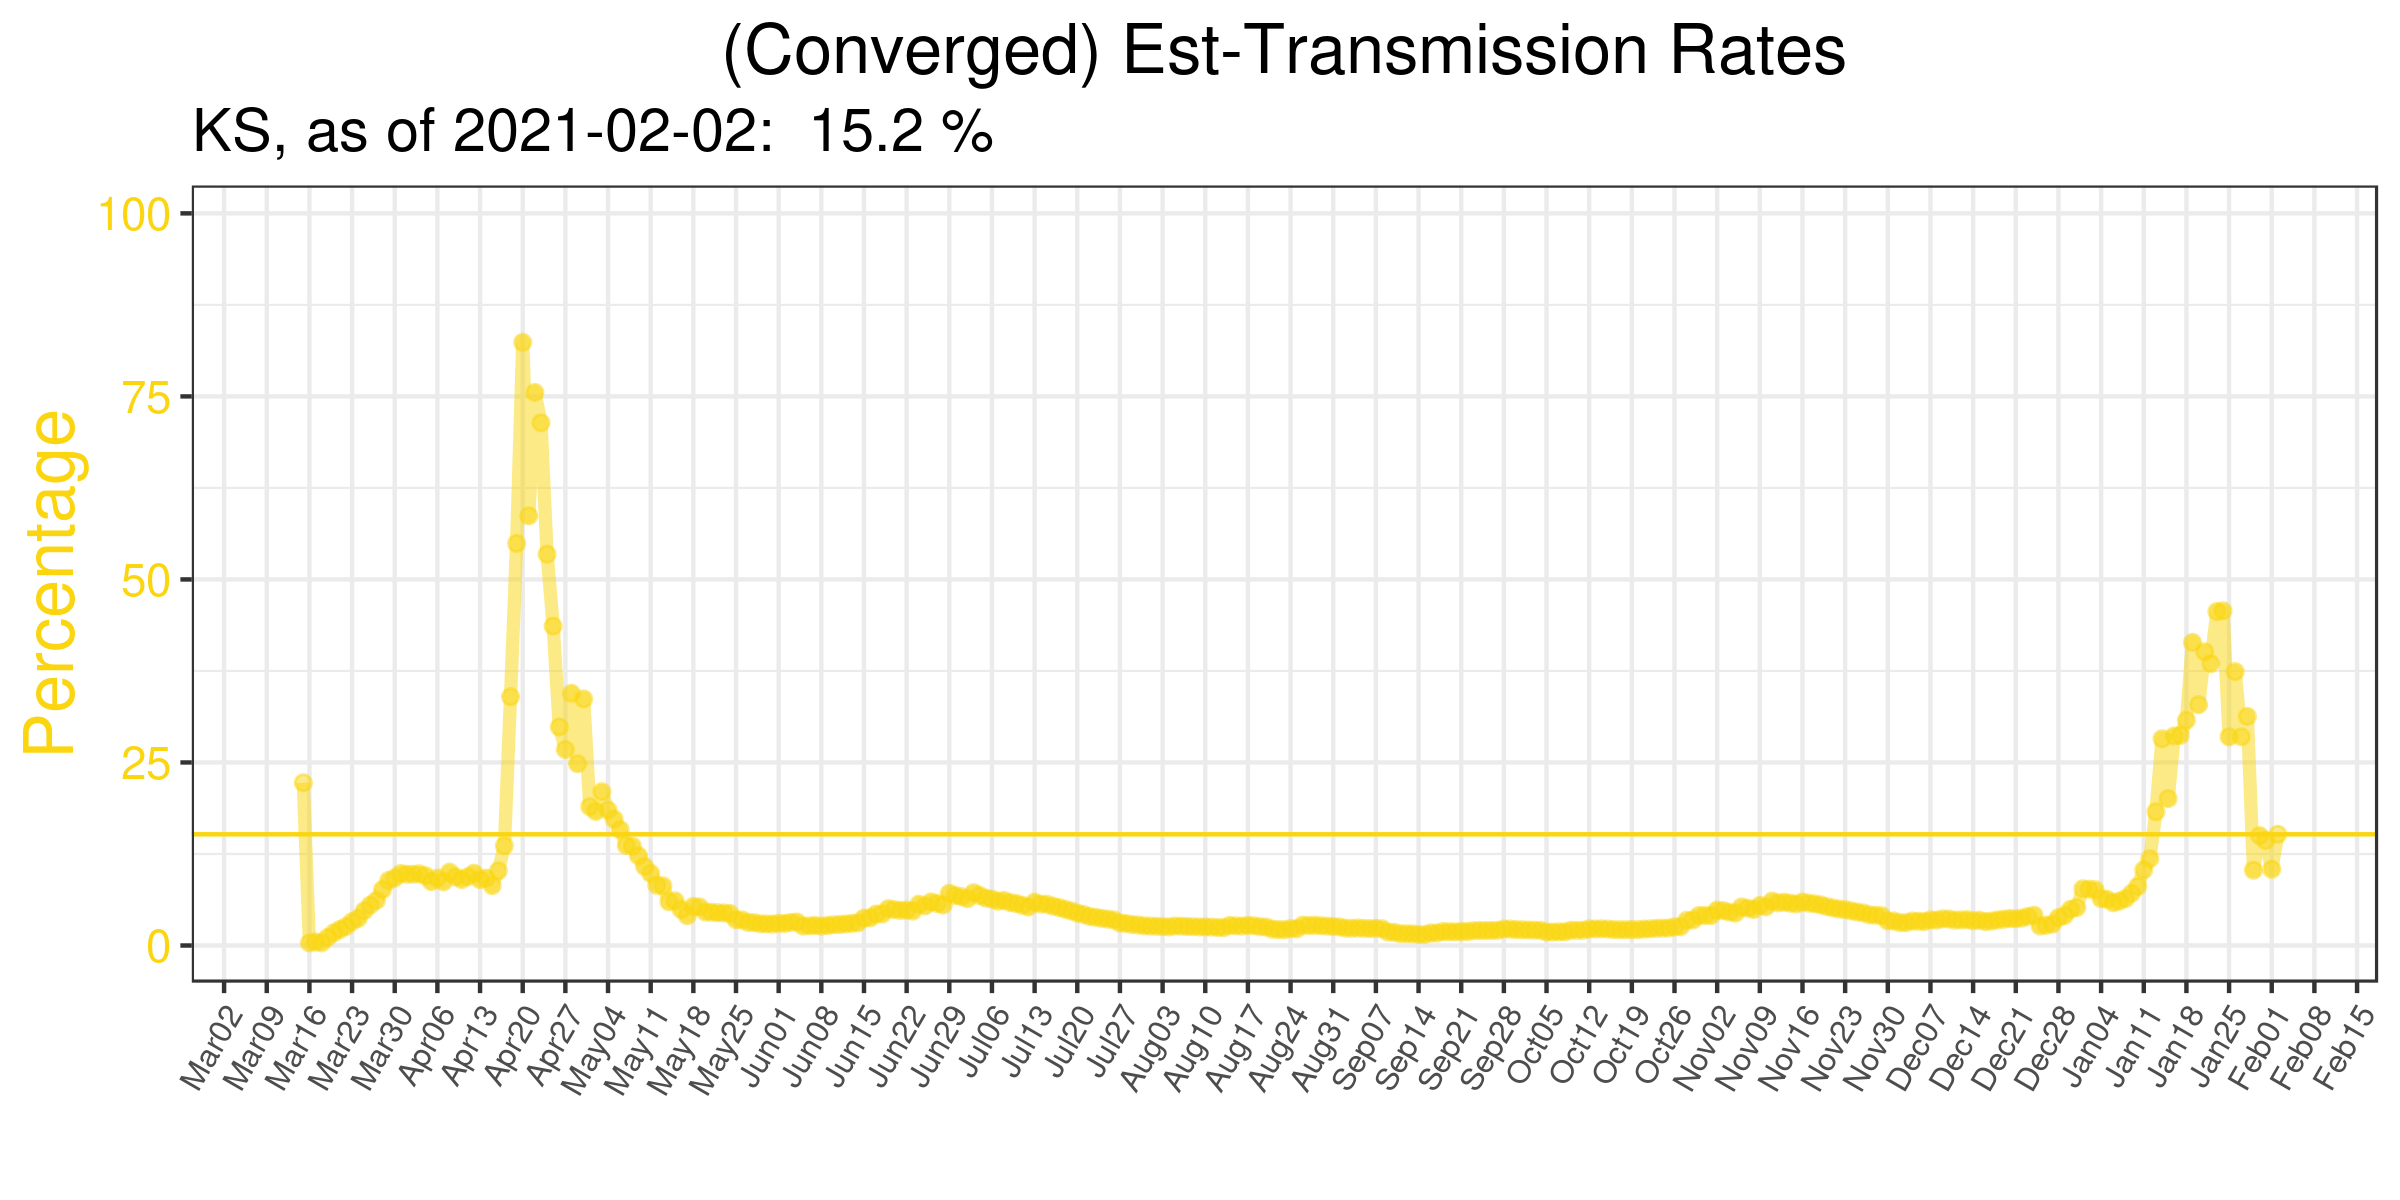 (Converged) Est-Transmission Rates
KS, as of 2021-02-02: 15.2 %
Percentage
100
75
50
25
0
Mar02 Mar09 Mar16 Mar23 Mar30 Apr06 Apr13 Apr20 Apr27 May04 May11 May18 May25 Jun01 Jun08 Jun15 Jun22 Jun29 Jul06 Jul13 Jul20 Jul27 Aug03 Aug10 Aug17 Aug24 Aug31 Sep07 Sep14 Sep21 Sep28 Oct05 Oct12 Oct19 Oct26 Nov02 Nov09 Nov16 Nov23 Nov30 Dec07 Dec14 Dec21 Dec28 Jan04 Jan11 Jan18 Jan25 Feb01 Feb08 Feb15